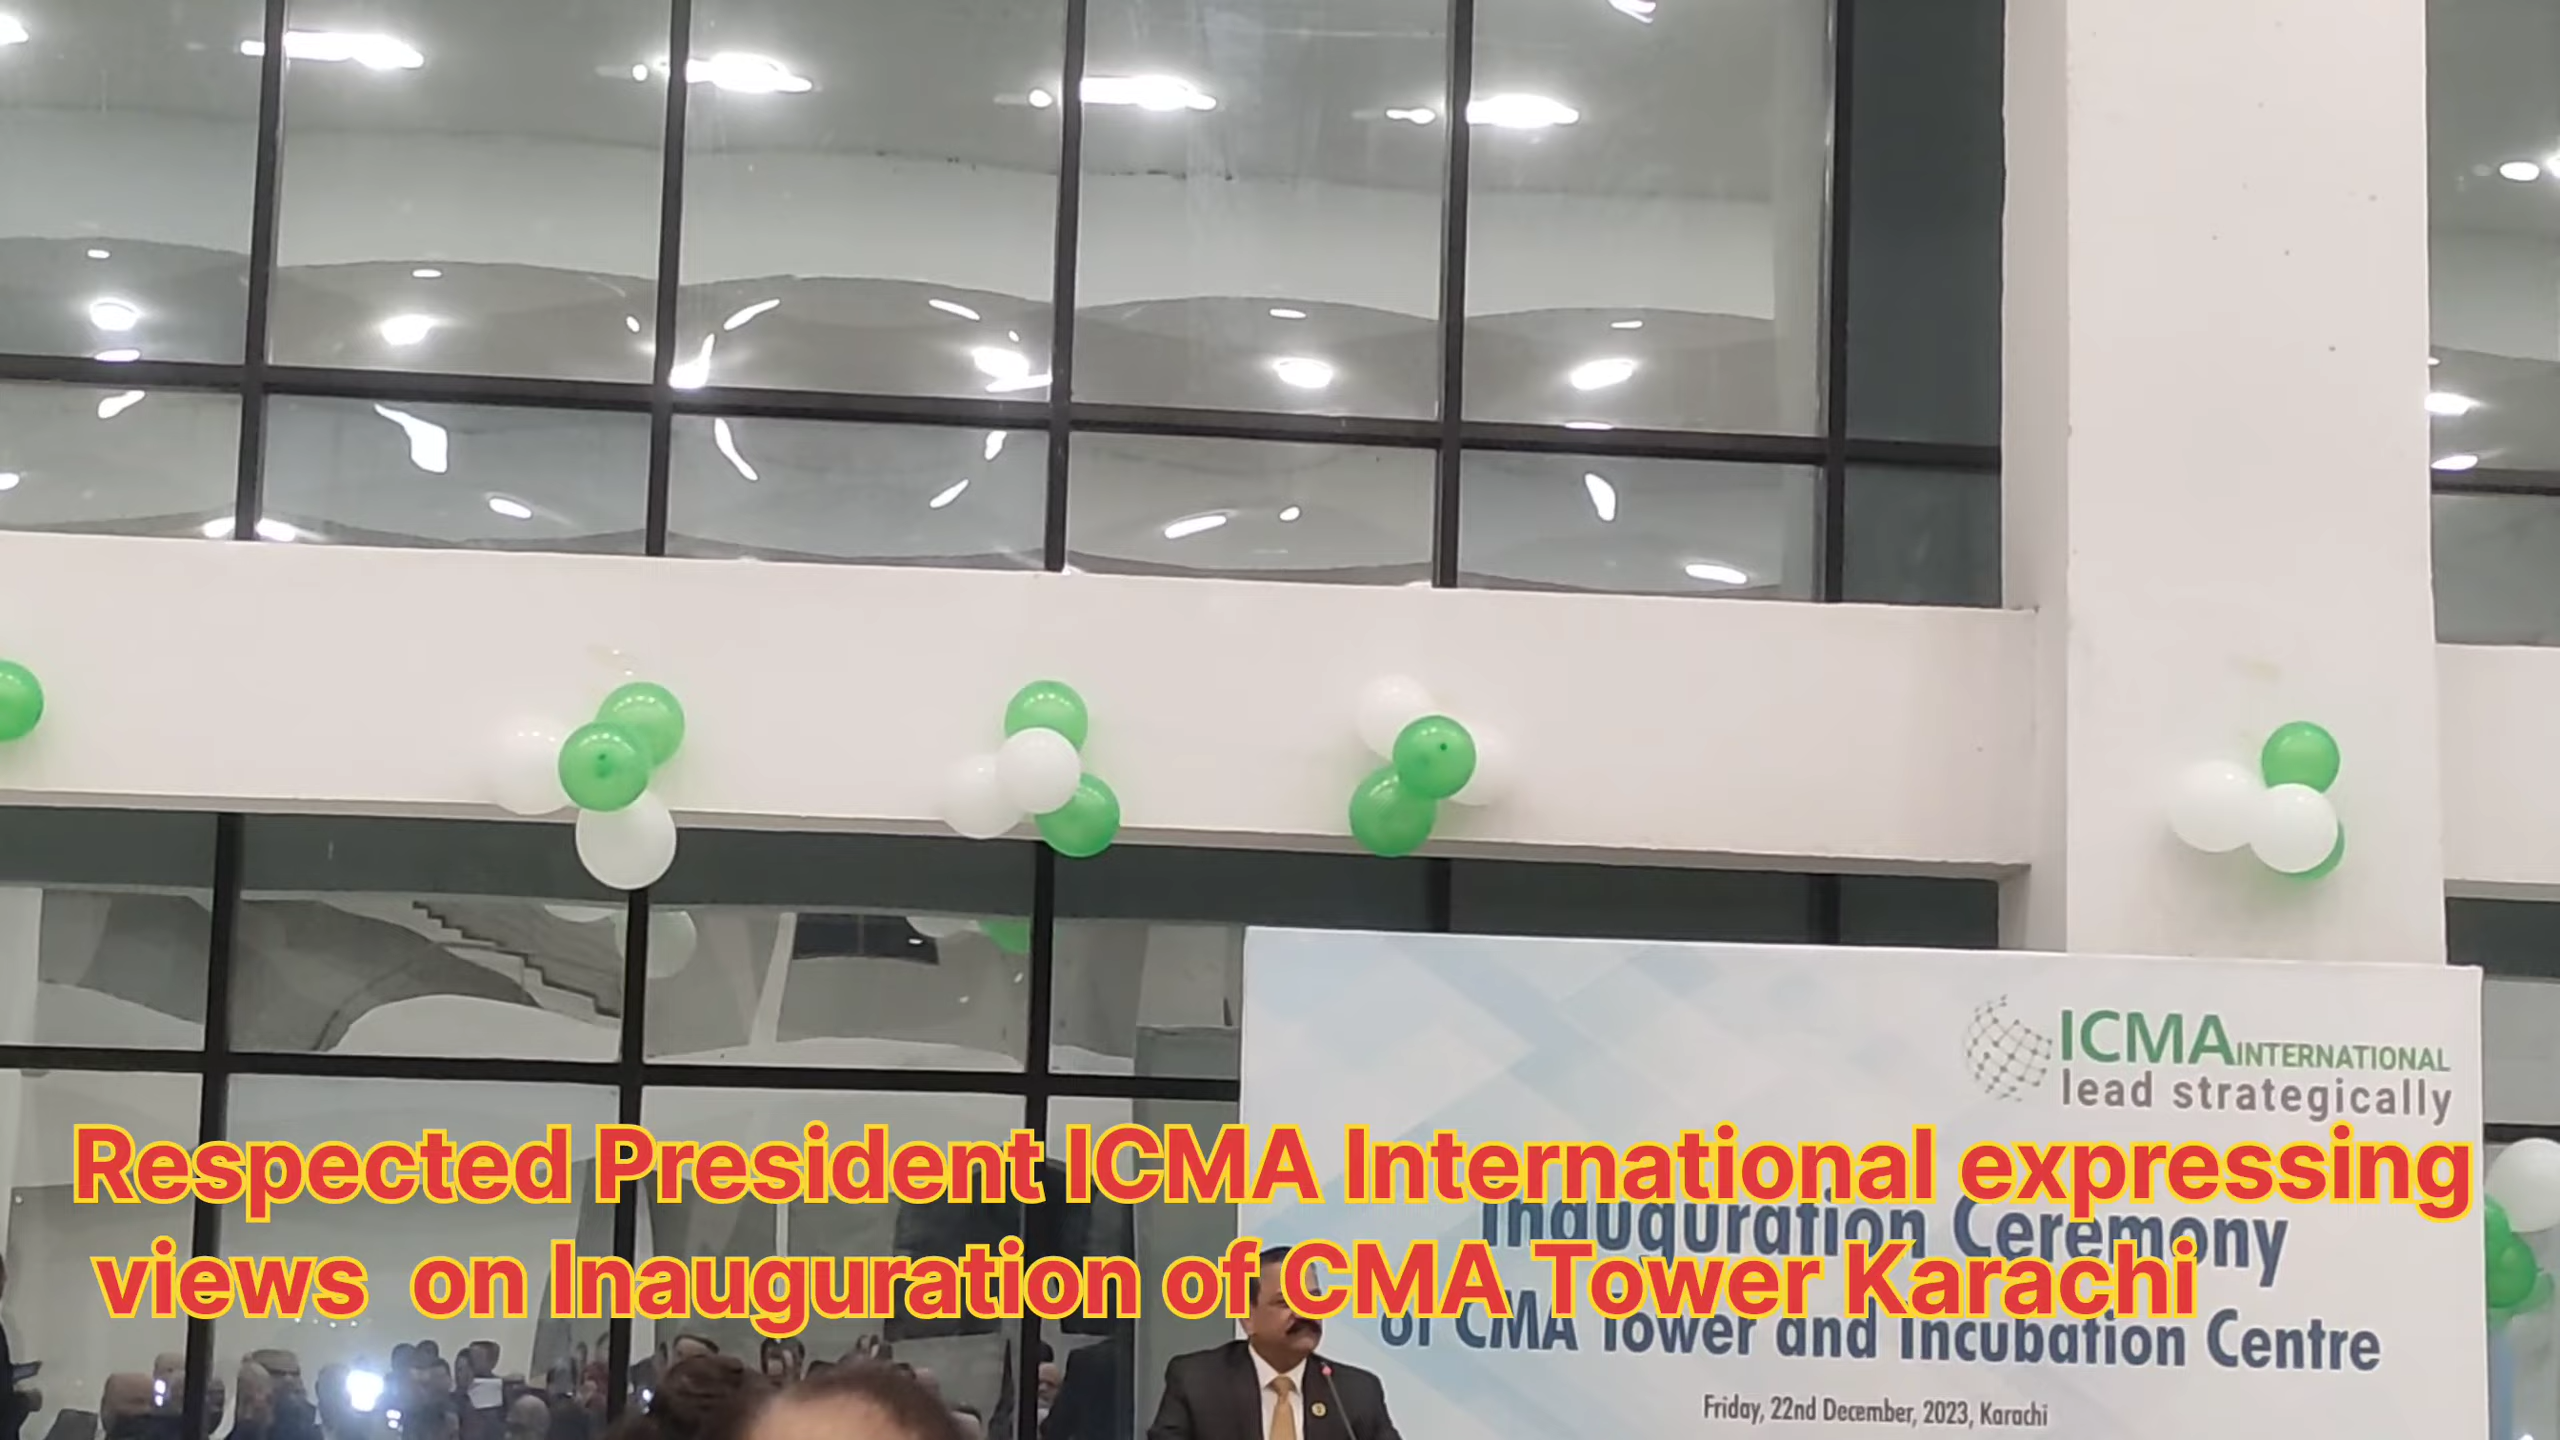 ICMA INTERNATIONAL
lead strategically
Respected President ICMA International expressing
Inauguration Ceremony
views on Inauguration of CMA Tower Karachi
of CMA Tower and Incubation Centre
Friday, 22nd December, 2023, Karachi